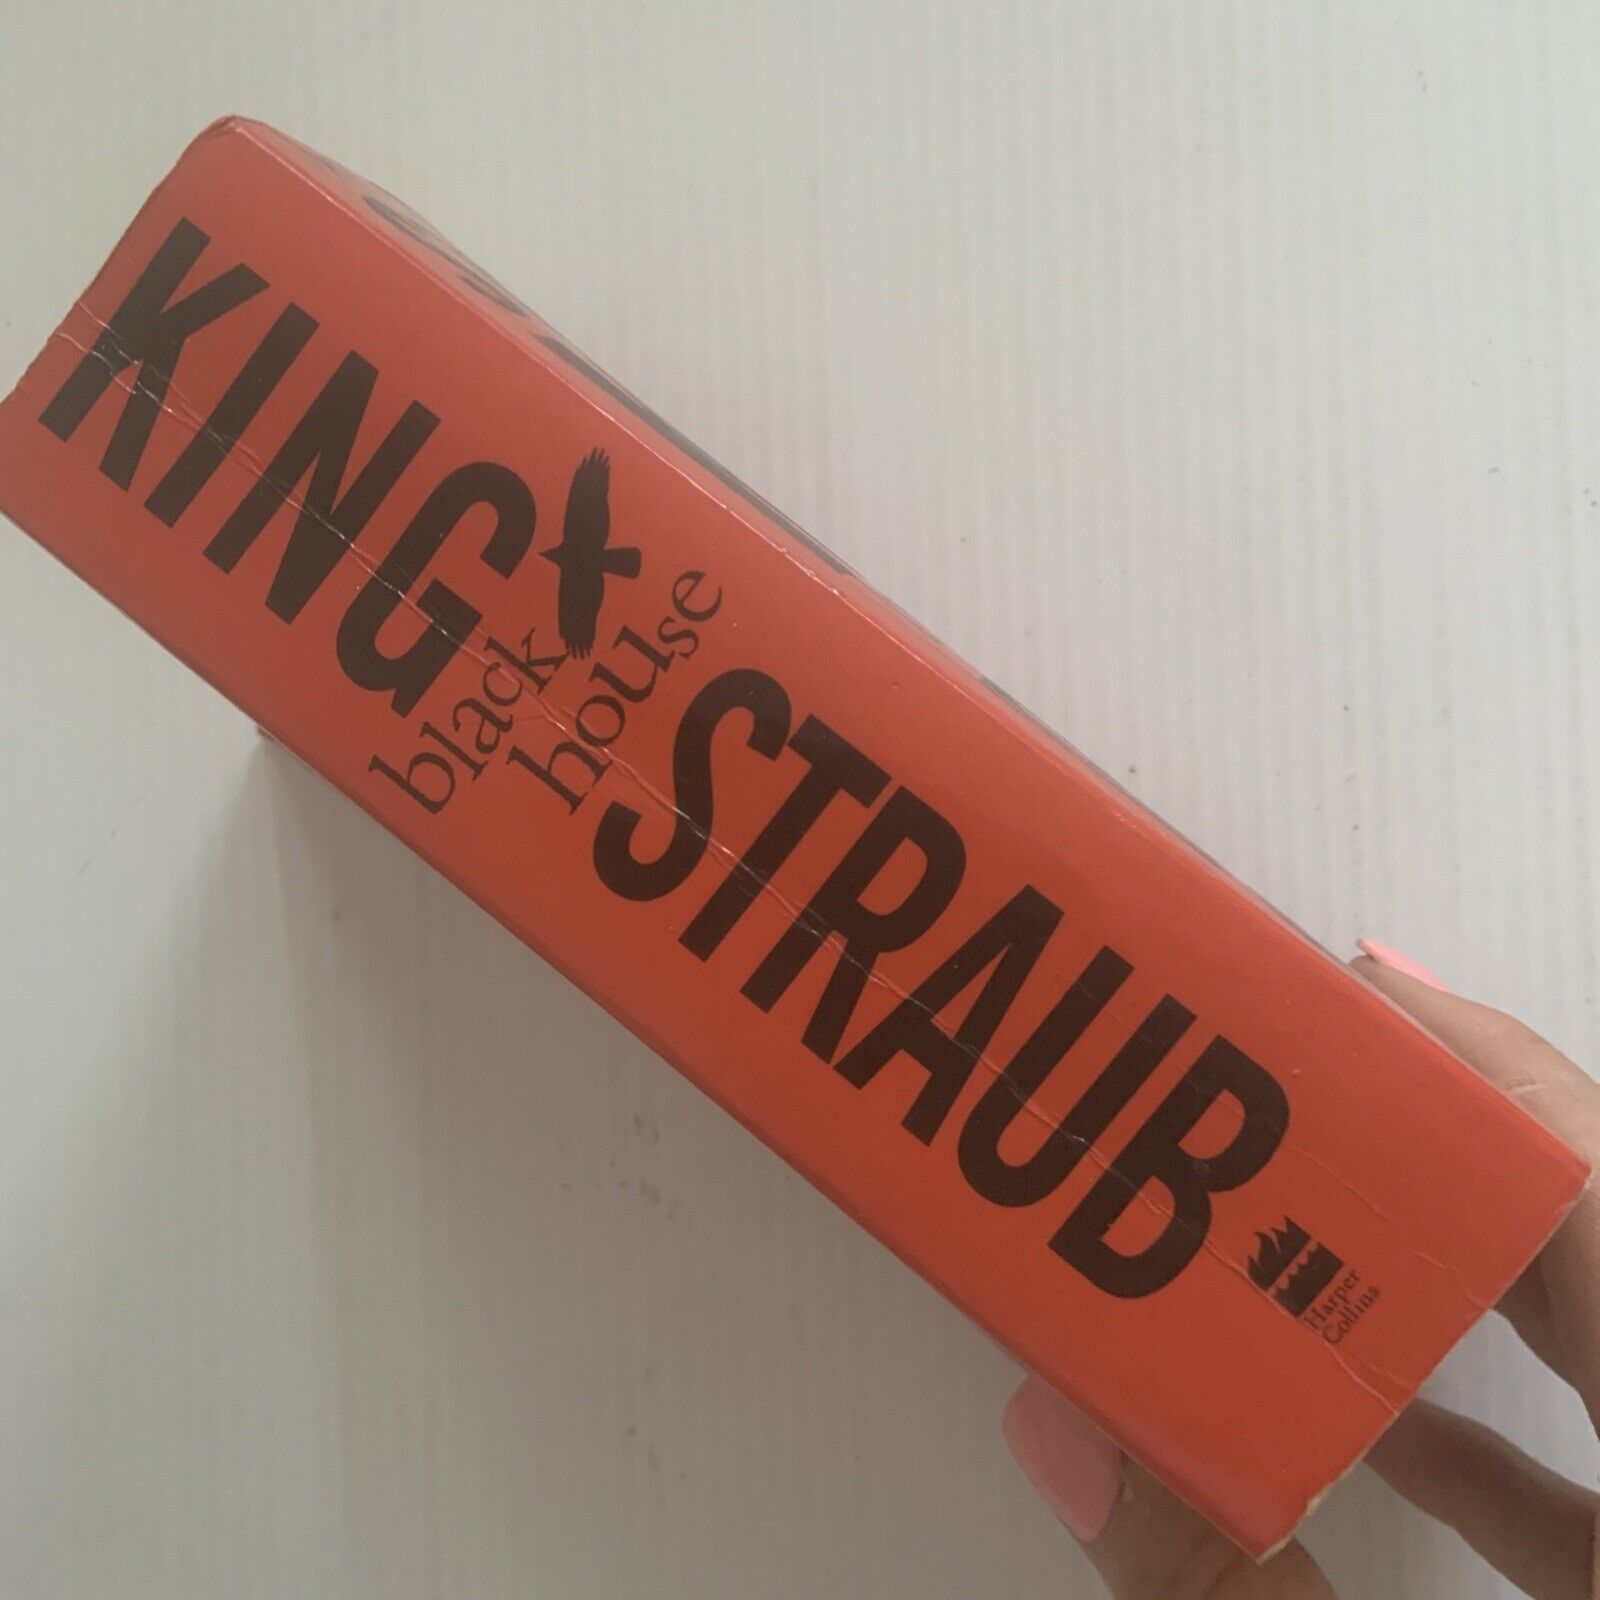 KING
black
house
STRAUB
Harper
Collins